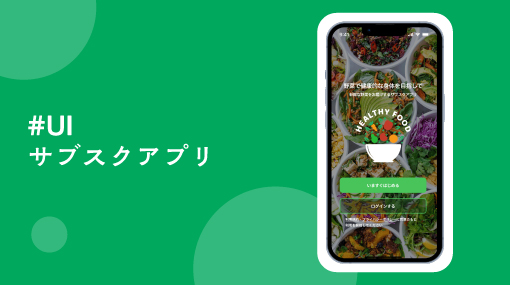 #UI
サブスクアプリ
9:41
野菜で健康的な身体を目指して
新鮮な野菜をお届けするサブスクアプリ
HEALTHY FOOD
いますぐはじめる
ログインする